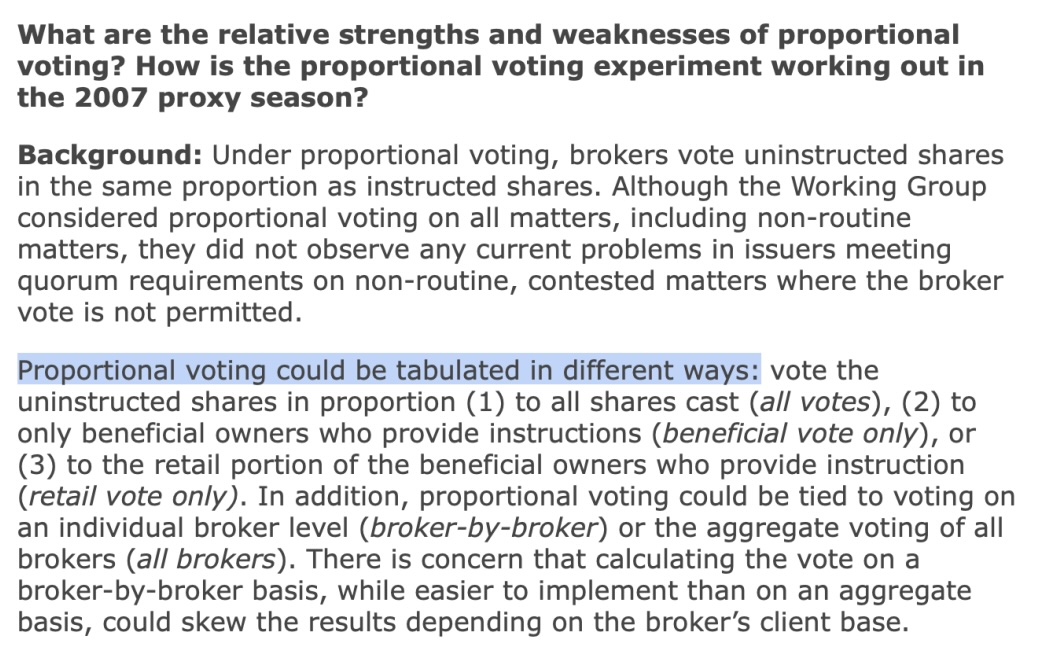 What are the relative strengths and weaknesses of proportional
voting? How is the proportional voting experiment working out in
the 2007 proxy season?
Background: Under proportional voting, brokers vote uninstructed shares
in the same proportion as instructed shares. Although the Working Group
considered proportional voting on all matters, including non-routine
matters, they did not observe any current problems in issuers meeting
quorum requirements on non-routine, contested matters where the broker
vote is not permitted.
Proportional voting could be tabulated in different ways: vote the
uninstructed shares in proportion (1) to all shares cast (all votes), (2) to
only beneficial owners who provide instructions (beneficial vote only), or
(3) to the retail portion of the beneficial owners who provide instruction
(retail vote only). In addition, proportional voting could be tied to voting on
an individual broker level (broker-by-broker) or the aggregate voting of all
brokers (all brokers). There is concern that calculating the vote on a
broker-by-broker basis, while easier to implement than on an aggregate
basis, could skew the results depending on the broker’s client base.